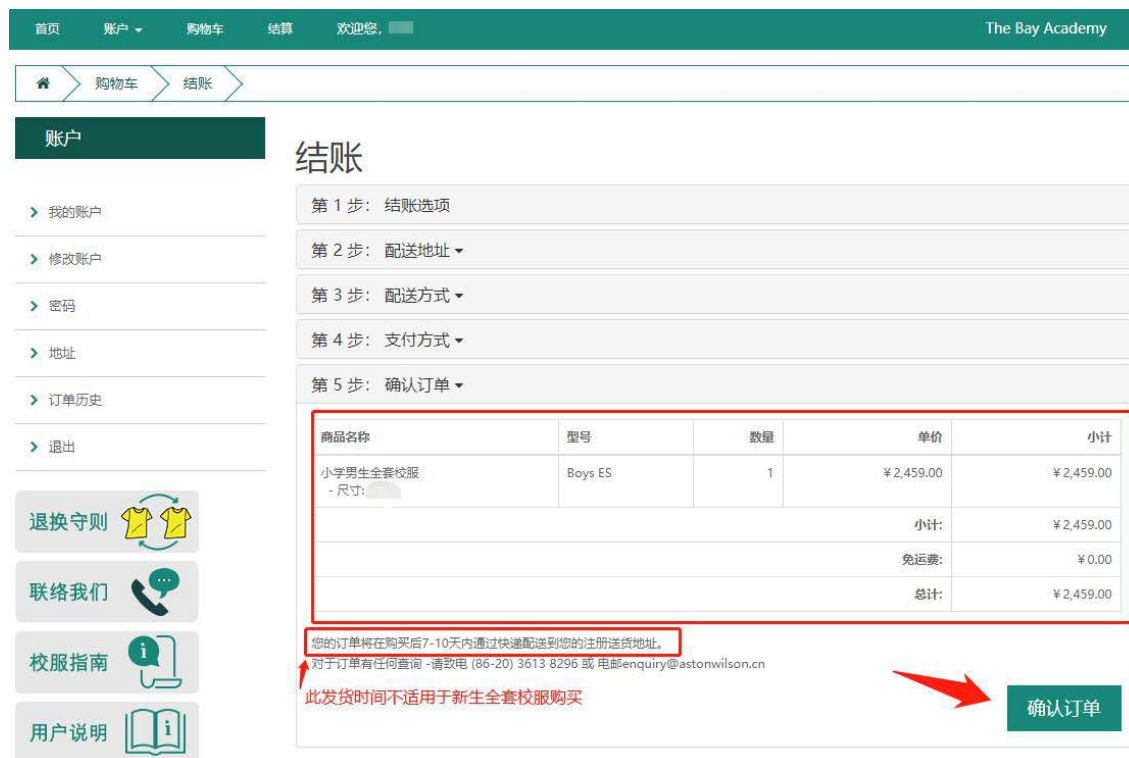 首页 账户 购物车 结算 欢迎您, The Bay Academy
购物车 结账
账户
我的账户
修改账户
密码
地址
订单历史
退出
退换守则
联络我们
校服指南
用户说明
结账
第 1 步： 结账选项
第 2 步： 配送地址
第 3 步： 配送方式
第 4 步： 支付方式
第 5 步： 确认订单
商品名称 型号 数量 单价 小计
小学男生全套校服 Boys ES 1 ¥2,459.00 ¥2,459.00
- 尺寸:
小计: ¥2,459.00
免运费: ¥0.00
总计: ¥2,459.00
您的订单将在购买后7-10天内通过快递配送到您的注册送货地址。
对于订单有任何查询 -请致电 (86-20) 3613 8296 或 电邮enquiry@astonwilson.cn
此发货时间不适用于新生全套校服购买
确认订单